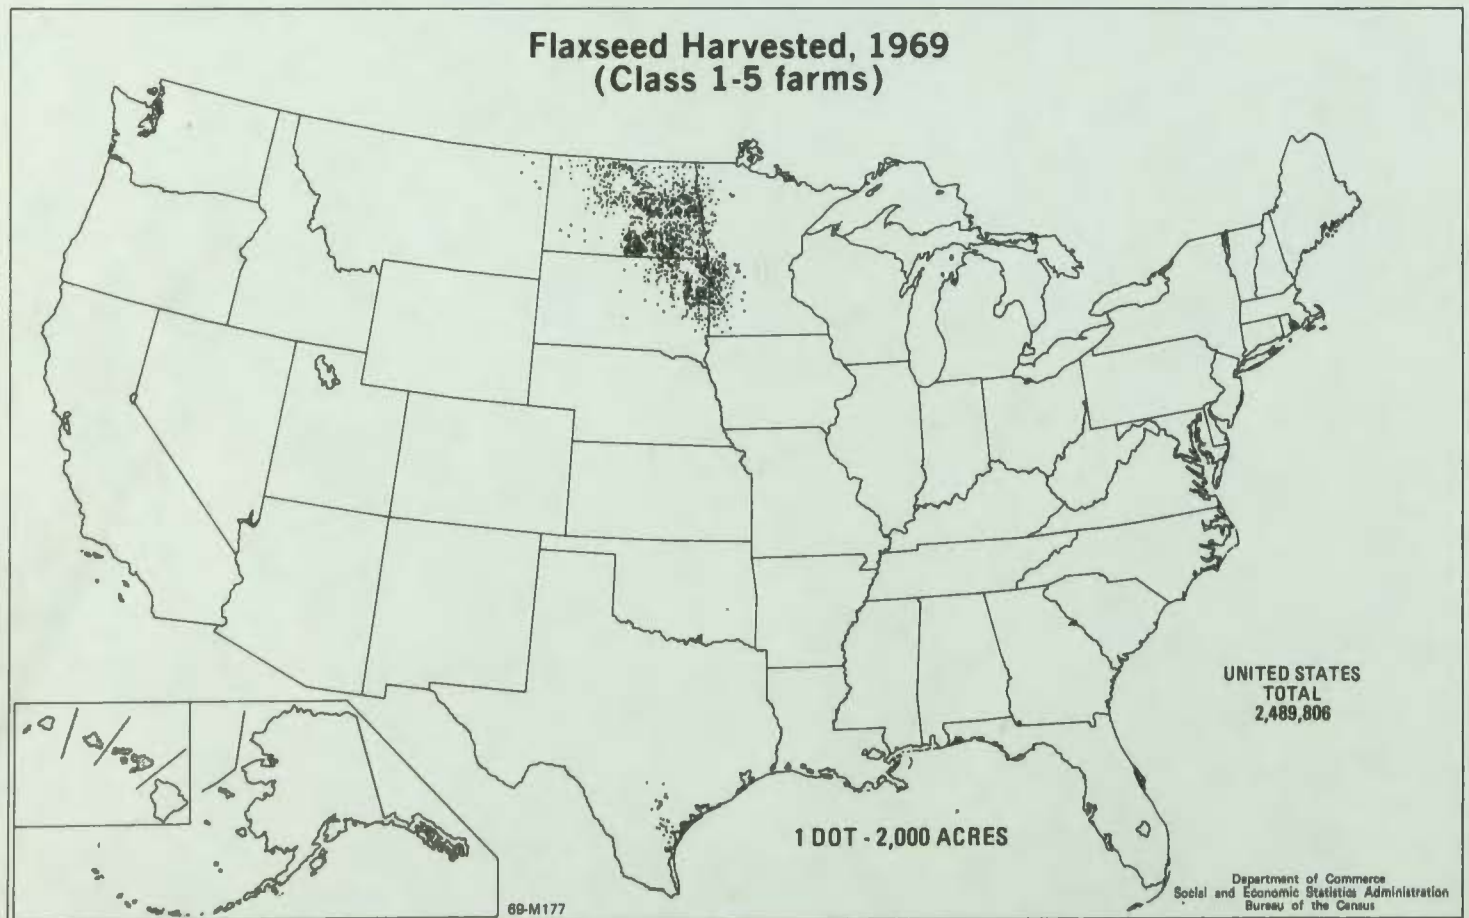 Flaxseed Harvested, 1969
(Class 1-5 farms)
UNITED STATES
TOTAL
2,489,806
1 DOT - 2,000 ACRES
69-M177
Department of Commerce
Social and Economic Statistics Administration
Bureau of the Census